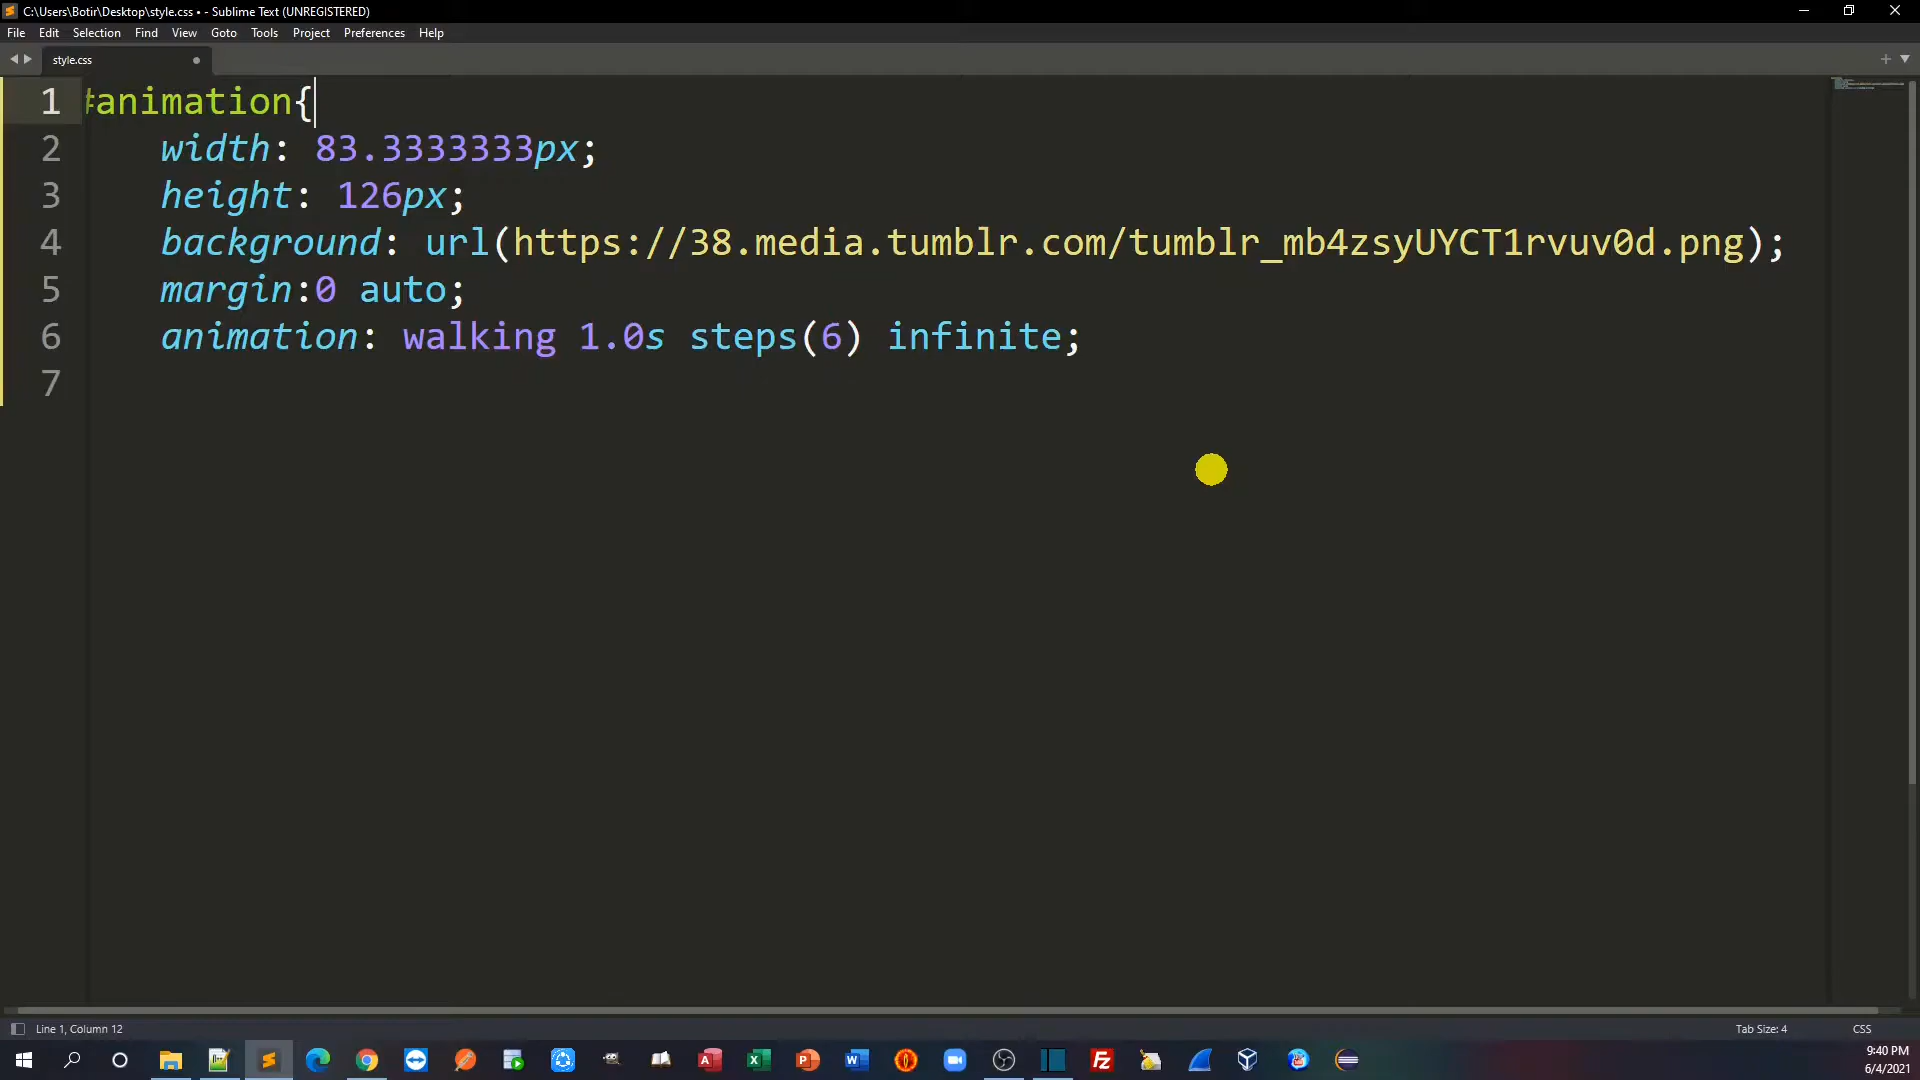 C:\Users\Botir\Desktop\style.css • - Sublime Text (UNREGISTERED)
File Edit Selection Find View Goto Tools Project Preferences Help
style.css
1 #animation{
2 width: 83.3333333px;
3 height: 126px;
4 background: url(https://38.media.tumblr.com/tumblr_mb4zsyUYCT1rvuv0d.png);
5 margin:0 auto;
6 animation: walking 1.0s steps(6) infinite;
7
Line 1, Column 12
Tab Size: 4
CSS
9:40 PM
6/4/2021